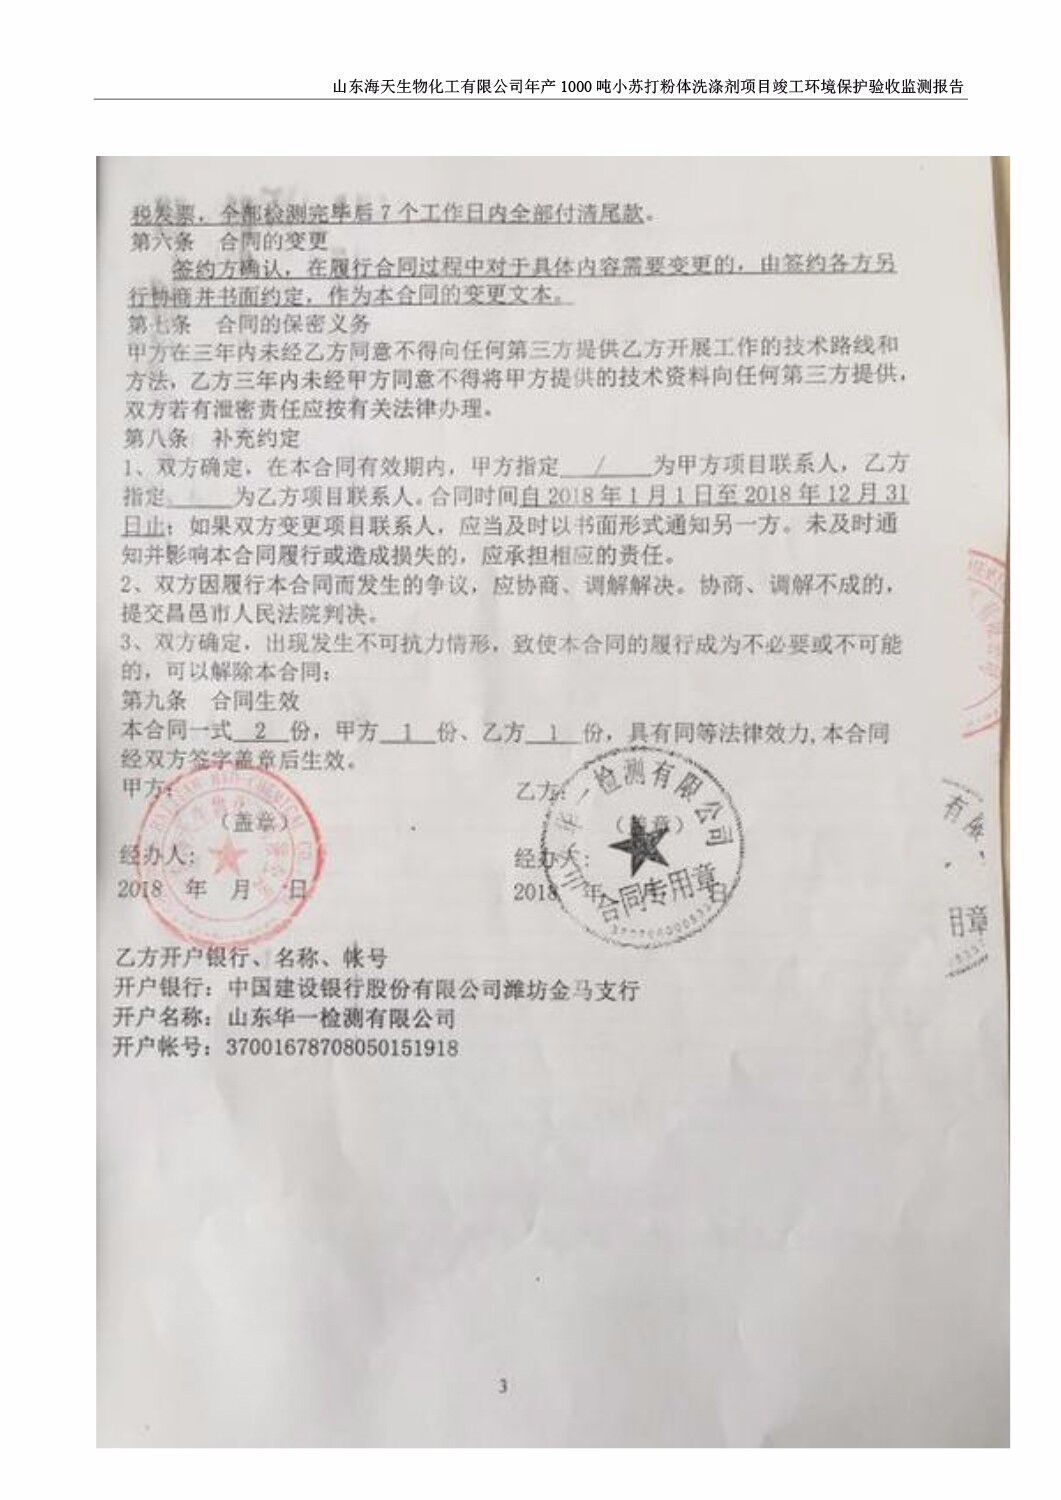 山东海天生物化工有限公司年产1000吨小苏打粉体洗涤剂项目竣工环境保护验收监测报告
税发票，全部检测完毕后7个工作日内全部付清尾款。
第六条　合同的变更
签约方确认，在履行合同过程中对于具体内容需要变更的，由签约各方另
行协商并书面约定，作为本合同的变更文本。
第七条　合同的保密义务
甲方在三年内未经乙方同意不得向任何第三方提供乙方开展工作的技术路线和
方法，乙方三年内未经甲方同意不得将甲方提供的技术资料向任何第三方提供，
双方若有泄密责任应按有关法律办理。
第八条　补充约定
1、双方确定，在本合同有效期内，甲方指定___/___为甲方项目联系人，乙方
指定______为乙方项目联系人。合同时间自2018年1月1日至2018年12月31
日止；如果双方变更项目联系人，应当及时以书面形式通知另一方。未及时通
知并影响本合同履行或造成损失的，应承担相应的责任。
2、双方因履行本合同而发生的争议，应协商、调解解决。协商、调解不成的，
提交昌邑市人民法院判决。
3、双方确定，出现发生不可抗力情形，致使本合同的履行成为不必要或不可能
的，可以解除本合同；
第九条　合同生效
本合同一式 2 份，甲方 1 份、乙方 1 份，具有同等法律效力,本合同
经双方签字盖章后生效。
甲方：　乙方：
（盖章）　（盖章）
经办人：　经办人：
2018 年 月 日　2018 年 月 日
一检测有限公司
合同专用章
有限
用章
乙方开户银行、名称、帐号
开户银行：中国建设银行股份有限公司潍坊金马支行
开户名称：山东华一检测有限公司
开户帐号：37001678708050151918
3